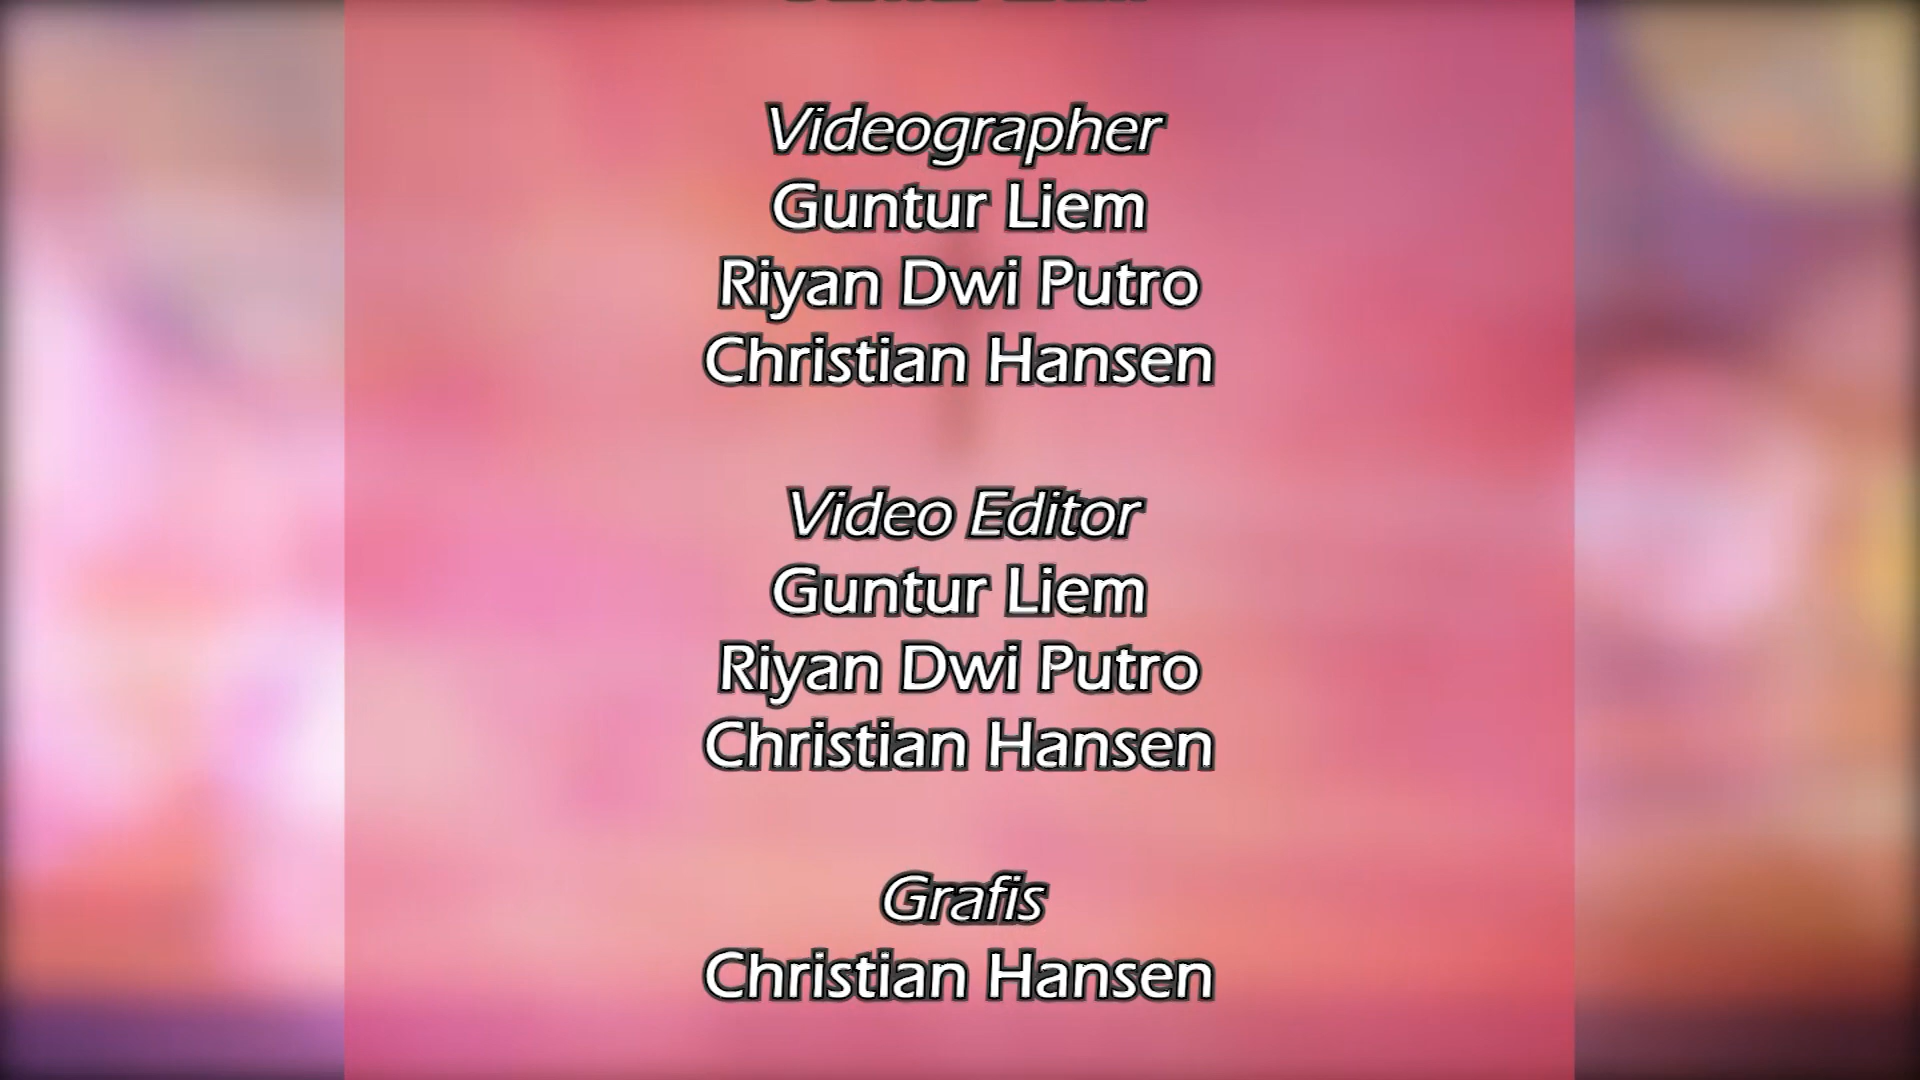 Videographer
Guntur Liem
Riyan Dwi Putro
Christian Hansen
Video Editor
Guntur Liem
Riyan Dwi Putro
Christian Hansen
Grafis
Christian Hansen